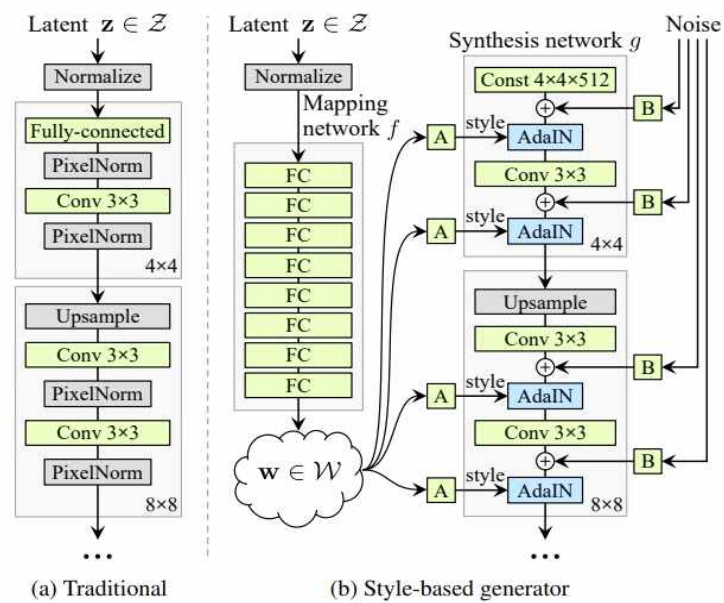 Latent z ∈ Z
Normalize
Fully-connected
PixelNorm
Conv 3×3
PixelNorm
4×4
Upsample
Conv 3×3
PixelNorm
Conv 3×3
PixelNorm
8×8
...
(a) Traditional
Latent z ∈ Z
Normalize
Mapping
network f
FC
FC
FC
FC
FC
FC
FC
FC
w ∈ W
A
style
A
style
A
style
A
style
Synthesis network g
Noise
Const 4×4×512
B
AdaIN
Conv 3×3
B
AdaIN
4×4
Upsample
Conv 3×3
B
AdaIN
Conv 3×3
B
AdaIN
8×8
...
(b) Style-based generator